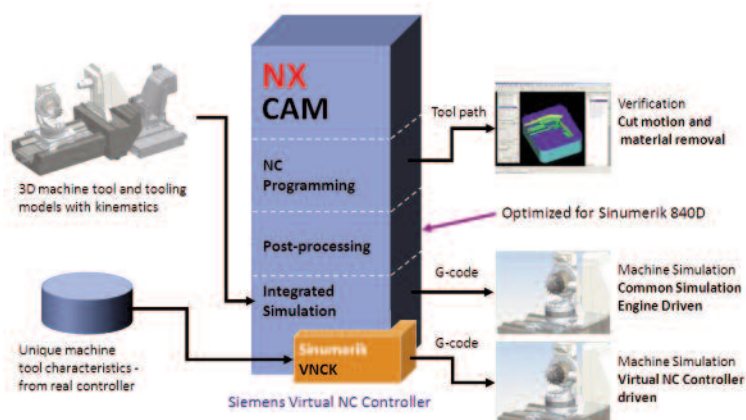 NX
CAM
NC
Programming
Post-processing
Integrated
Simulation
Sinumerik
VNCK
Siemens Virtual NC Controller
3D machine tool and tooling
models with kinematics
Unique machine
tool characteristics -
from real controller
Tool path
Verification
Cut motion and
material removal
Optimized for Sinumerik 840D
G-code
Machine Simulation
Common Simulation
Engine Driven
G-code
Machine Simulation
Virtual NC Controller
driven